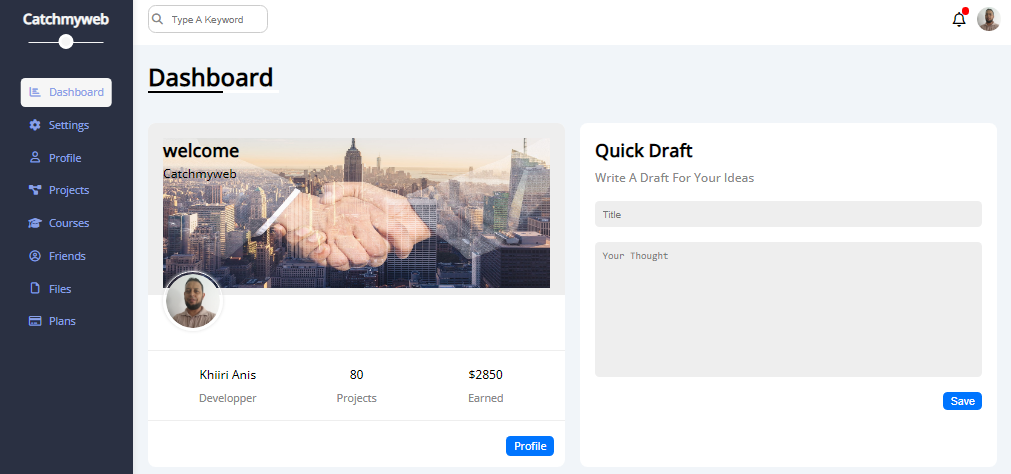 Catchmyweb
Type A Keyword
Dashboard
Settings
Profile
Projects
Courses
Friends
Files
Plans
Dashboard
welcome
Catchmyweb
Khiiri Anis
Developper
80
Projects
$2850
Earned
Profile
Quick Draft
Write A Draft For Your Ideas
Title
Your Thought
Save